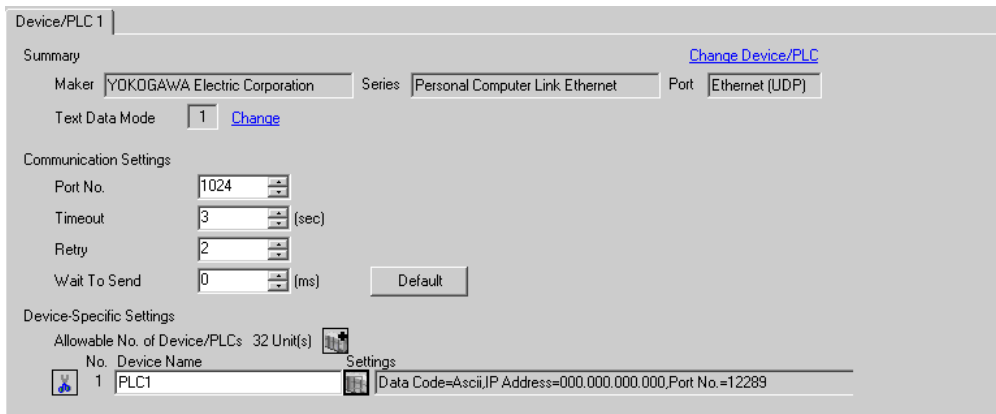 Device/PLC 1
Summary Change Device/PLC
Maker YOKOGAWA Electric Corporation Series Personal Computer Link Ethernet Port Ethernet (UDP)
Text Data Mode 1 Change
Communication Settings
Port No. 1024
Timeout 3 (sec)
Retry 2
Wait To Send 0 (ms) Default
Device-Specific Settings
Allowable No. of Device/PLCs 32 Unit(s)
No. Device Name Settings
1 PLC1 Data Code=Ascii,IP Address=000.000.000.000,Port No.=12289